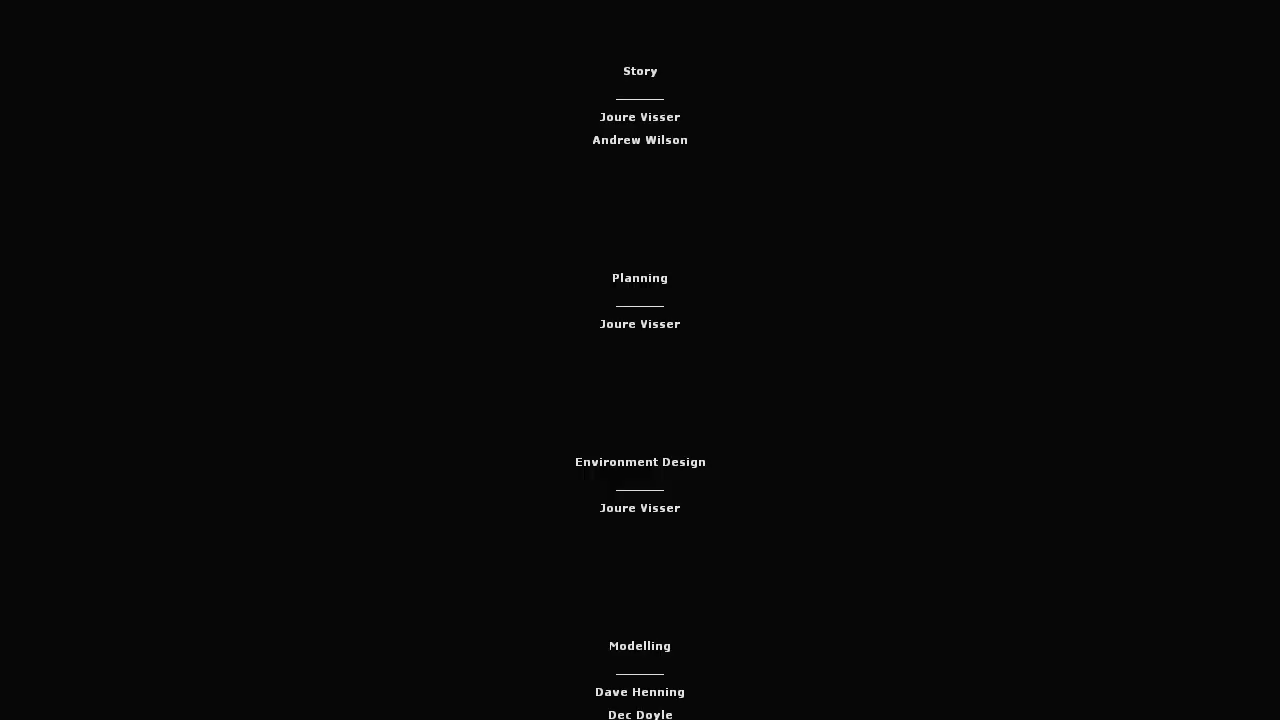 Story
Joure Visser
Andrew Wilson
Planning
Joure Visser
Environment Design
Joure Visser
Modelling
Dave Henning
Dec Doyle